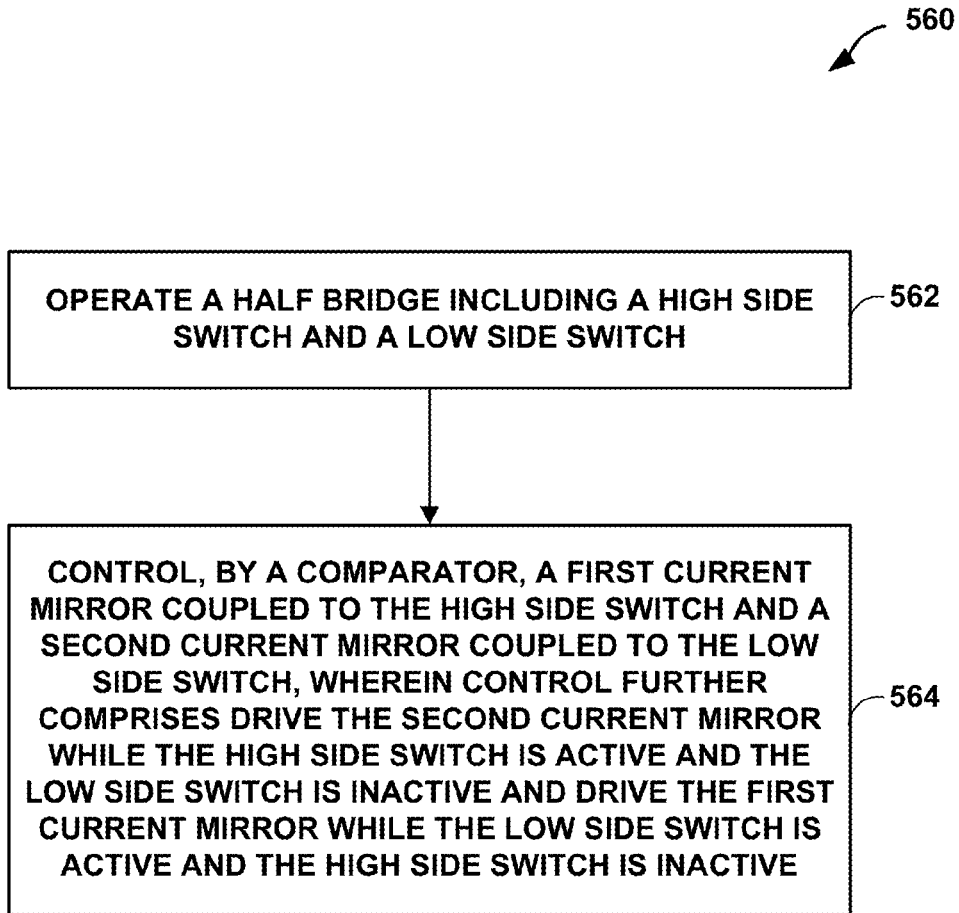 560
OPERATE A HALF BRIDGE INCLUDING A HIGH SIDE
SWITCH AND A LOW SIDE SWITCH
562
CONTROL, BY A COMPARATOR, A FIRST CURRENT
MIRROR COUPLED TO THE HIGH SIDE SWITCH AND A
SECOND CURRENT MIRROR COUPLED TO THE LOW
SIDE SWITCH, WHEREIN CONTROL FURTHER
COMPRISES DRIVE THE SECOND CURRENT MIRROR
WHILE THE HIGH SIDE SWITCH IS ACTIVE AND THE
LOW SIDE SWITCH IS INACTIVE AND DRIVE THE FIRST
CURRENT MIRROR WHILE THE LOW SIDE SWITCH IS
ACTIVE AND THE HIGH SIDE SWITCH IS INACTIVE
564